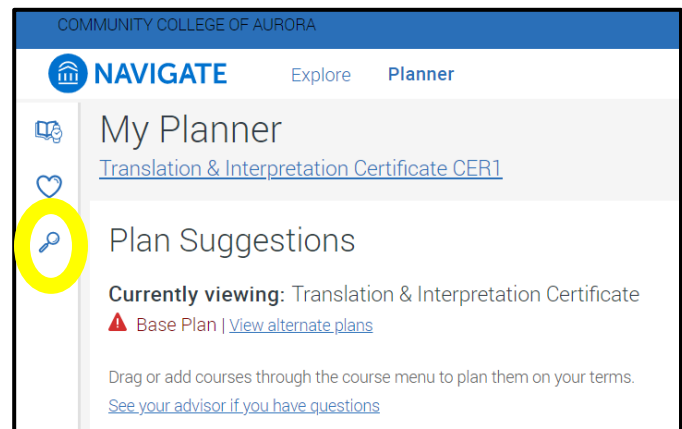 COMMUNITY COLLEGE OF AURORA
NAVIGATE Explore Planner
My Planner
Translation & Interpretation Certificate CER1
Plan Suggestions
Currently viewing: Translation & Interpretation Certificate
Base Plan | View alternate plans
Drag or add courses through the course menu to plan them on your terms.
See your advisor if you have questions